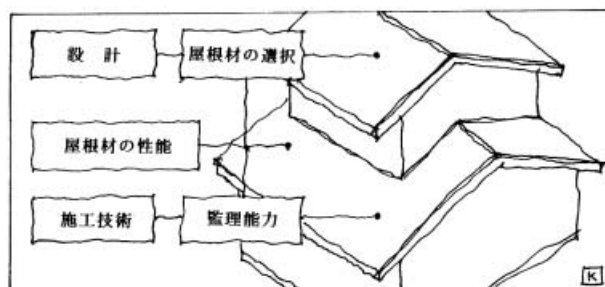 設計
屋根材の選択
屋根材の性能
施工技術
監理能力
K